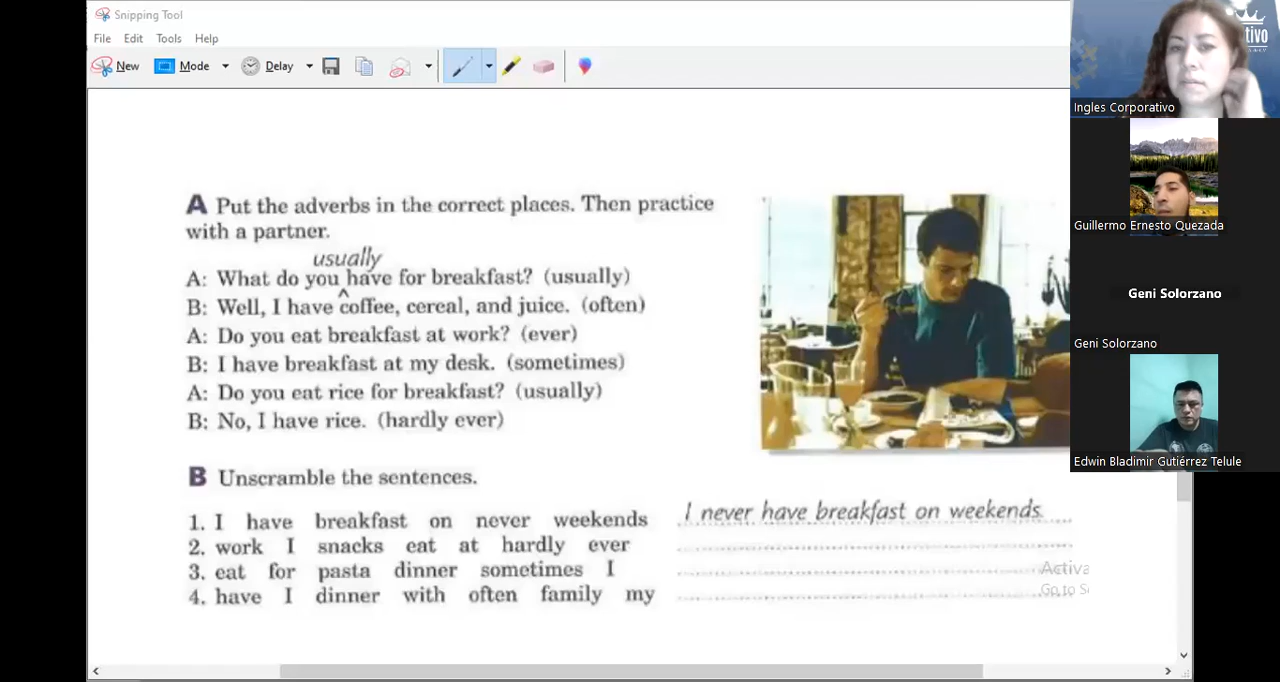 Snipping Tool
File Edit Tools Help
New Mode Delay
A Put the adverbs in the correct places. Then practice
with a partner.
usually
A: What do you have for breakfast? (usually)
B: Well, I have coffee, cereal, and juice. (often)
A: Do you eat breakfast at work? (ever)
B: I have breakfast at my desk. (sometimes)
A: Do you eat rice for breakfast? (usually)
B: No, I have rice. (hardly ever)
B Unscramble the sentences.
1. I have breakfast on never weekends I never have breakfast on weekends.
2. work I snacks eat at hardly ever
3. eat for pasta dinner sometimes I
4. have I dinner with often family my
Activa
Go to S
tivo
Ingles Corporativo
Guillermo Ernesto Quezada
Geni Solorzano
Geni Solorzano
Edwin Bladimir Gutiérrez Telule